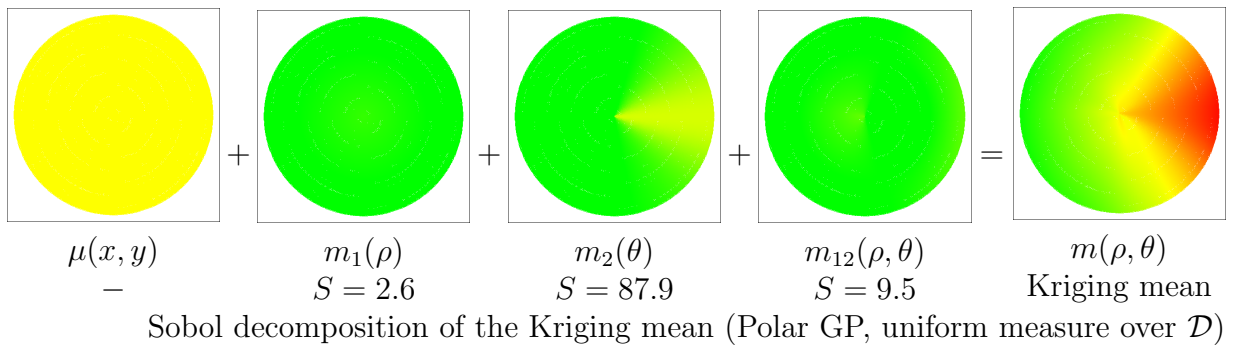 + + + =
μ(x, y) m₁(ρ) m₂(θ) m₁₂(ρ, θ) m(ρ, θ)
− S = 2.6 S = 87.9 S = 9.5 Kriging mean
Sobol decomposition of the Kriging mean (Polar GP, uniform measure over 𝒟)